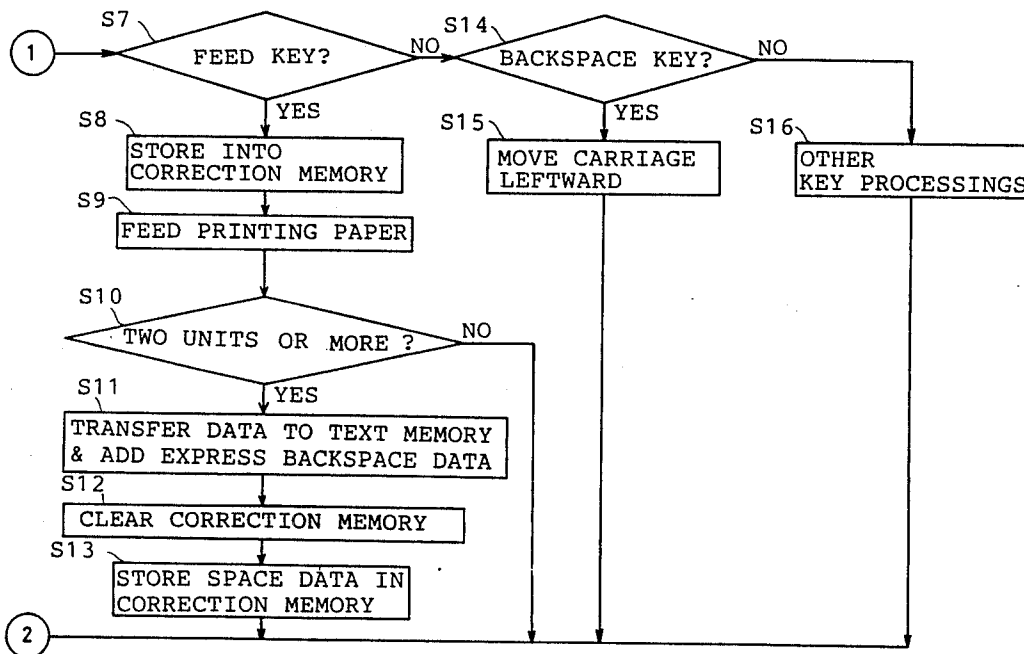 S7
1
FEED KEY?
NO
YES
S14
BACKSPACE KEY?
NO
YES
S8
STORE INTO
CORRECTION MEMORY
S15
MOVE CARRIAGE
LEFTWARD
S16
OTHER
KEY PROCESSINGS
S9
FEED PRINTING PAPER
S10
TWO UNITS OR MORE ?
NO
YES
S11
TRANSFER DATA TO TEXT MEMORY
& ADD EXPRESS BACKSPACE DATA
S12
CLEAR CORRECTION MEMORY
S13
STORE SPACE DATA IN
CORRECTION MEMORY
2